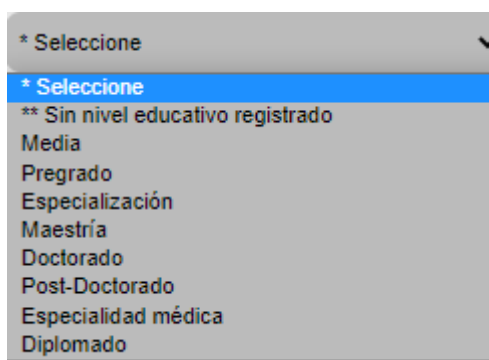 * Seleccione
* Seleccione
** Sin nivel educativo registrado
Media
Pregrado
Especialización
Maestría
Doctorado
Post-Doctorado
Especialidad médica
Diplomado